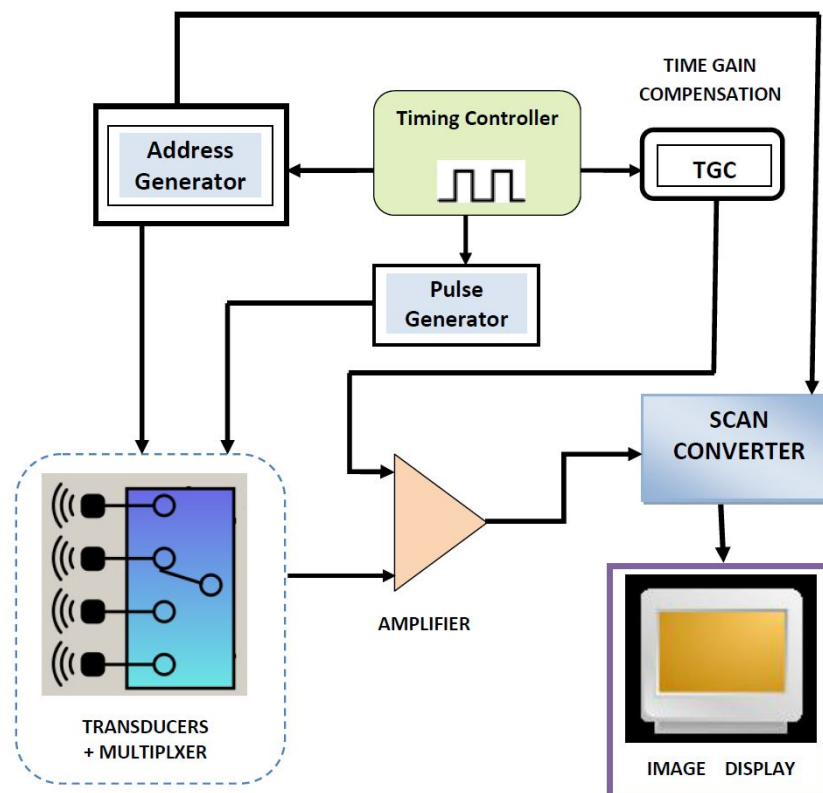 TIME GAIN
COMPENSATION
Address
Generator
Timing Controller
TGC
Pulse
Generator
SCAN
CONVERTER
AMPLIFIER
TRANSDUCERS
+ MULTIPLXER
IMAGE DISPLAY